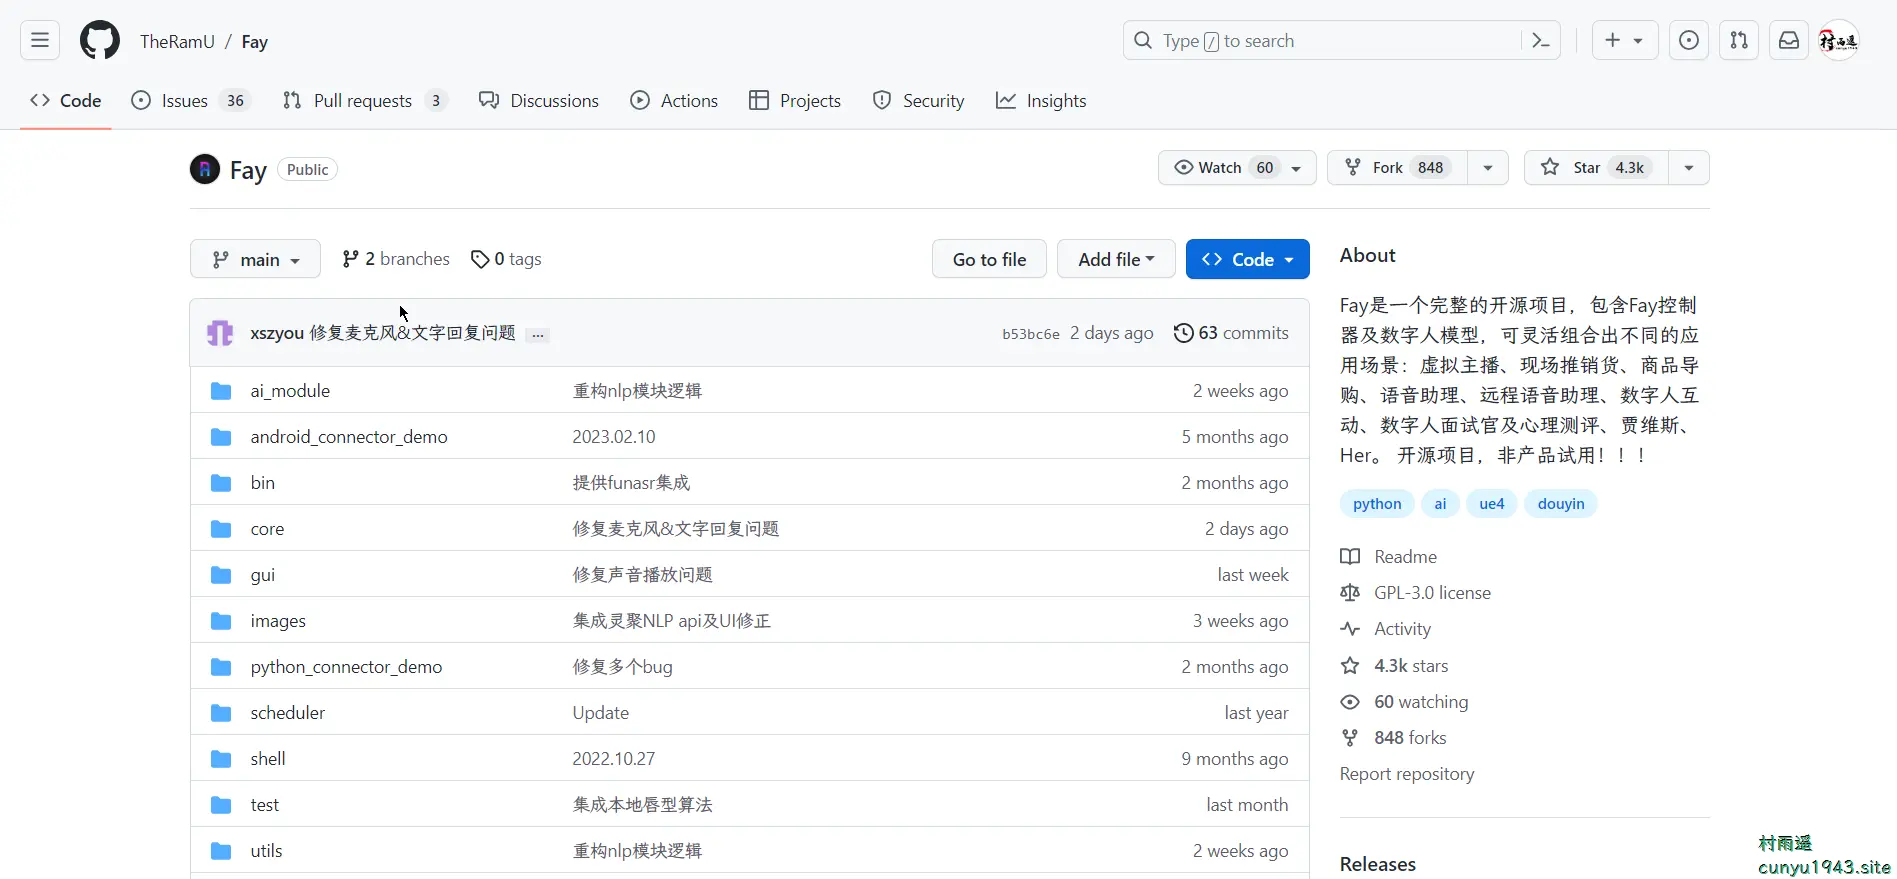 TheRamU / Fay
Type / to search
Code
Issues 36
Pull requests 3
Discussions
Actions
Projects
Security
Insights
Fay Public
Watch 60
Fork 848
Star 4.3k
main
2 branches
0 tags
Go to file
Add file
Code
xszyou 修复麦克风&文字回复问题 ...
b53bc6e 2 days ago
63 commits
ai_module 重构nlp模块逻辑 2 weeks ago
android_connector_demo 2023.02.10 5 months ago
bin 提供funasr集成 2 months ago
core 修复麦克风&文字回复问题 2 days ago
gui 修复声音播放问题 last week
images 集成灵聚NLP api及UI修正 3 weeks ago
python_connector_demo 修复多个bug 2 months ago
scheduler Update last year
shell 2022.10.27 9 months ago
test 集成本地唇型算法 last month
utils 重构nlp模块逻辑 2 weeks ago
About
Fay是一个完整的开源项目，包含Fay控制
器及数字人模型，可灵活组合出不同的应
用场景：虚拟主播、现场推销货、商品导
购、语音助理、远程语音助理、数字人互
动、数字人面试官及心理测评、贾维斯、
Her。 开源项目，非产品试用！！！
python ai ue4 douyin
Readme
GPL-3.0 license
Activity
4.3k stars
60 watching
848 forks
Report repository
Releases
村雨遥
cunyu1943.site